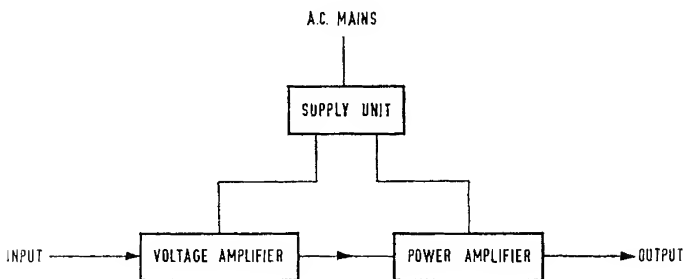 A.C. MAINS
SUPPLY UNIT
INPUT
VOLTAGE AMPLIFIER
POWER AMPLIFIER
OUTPUT